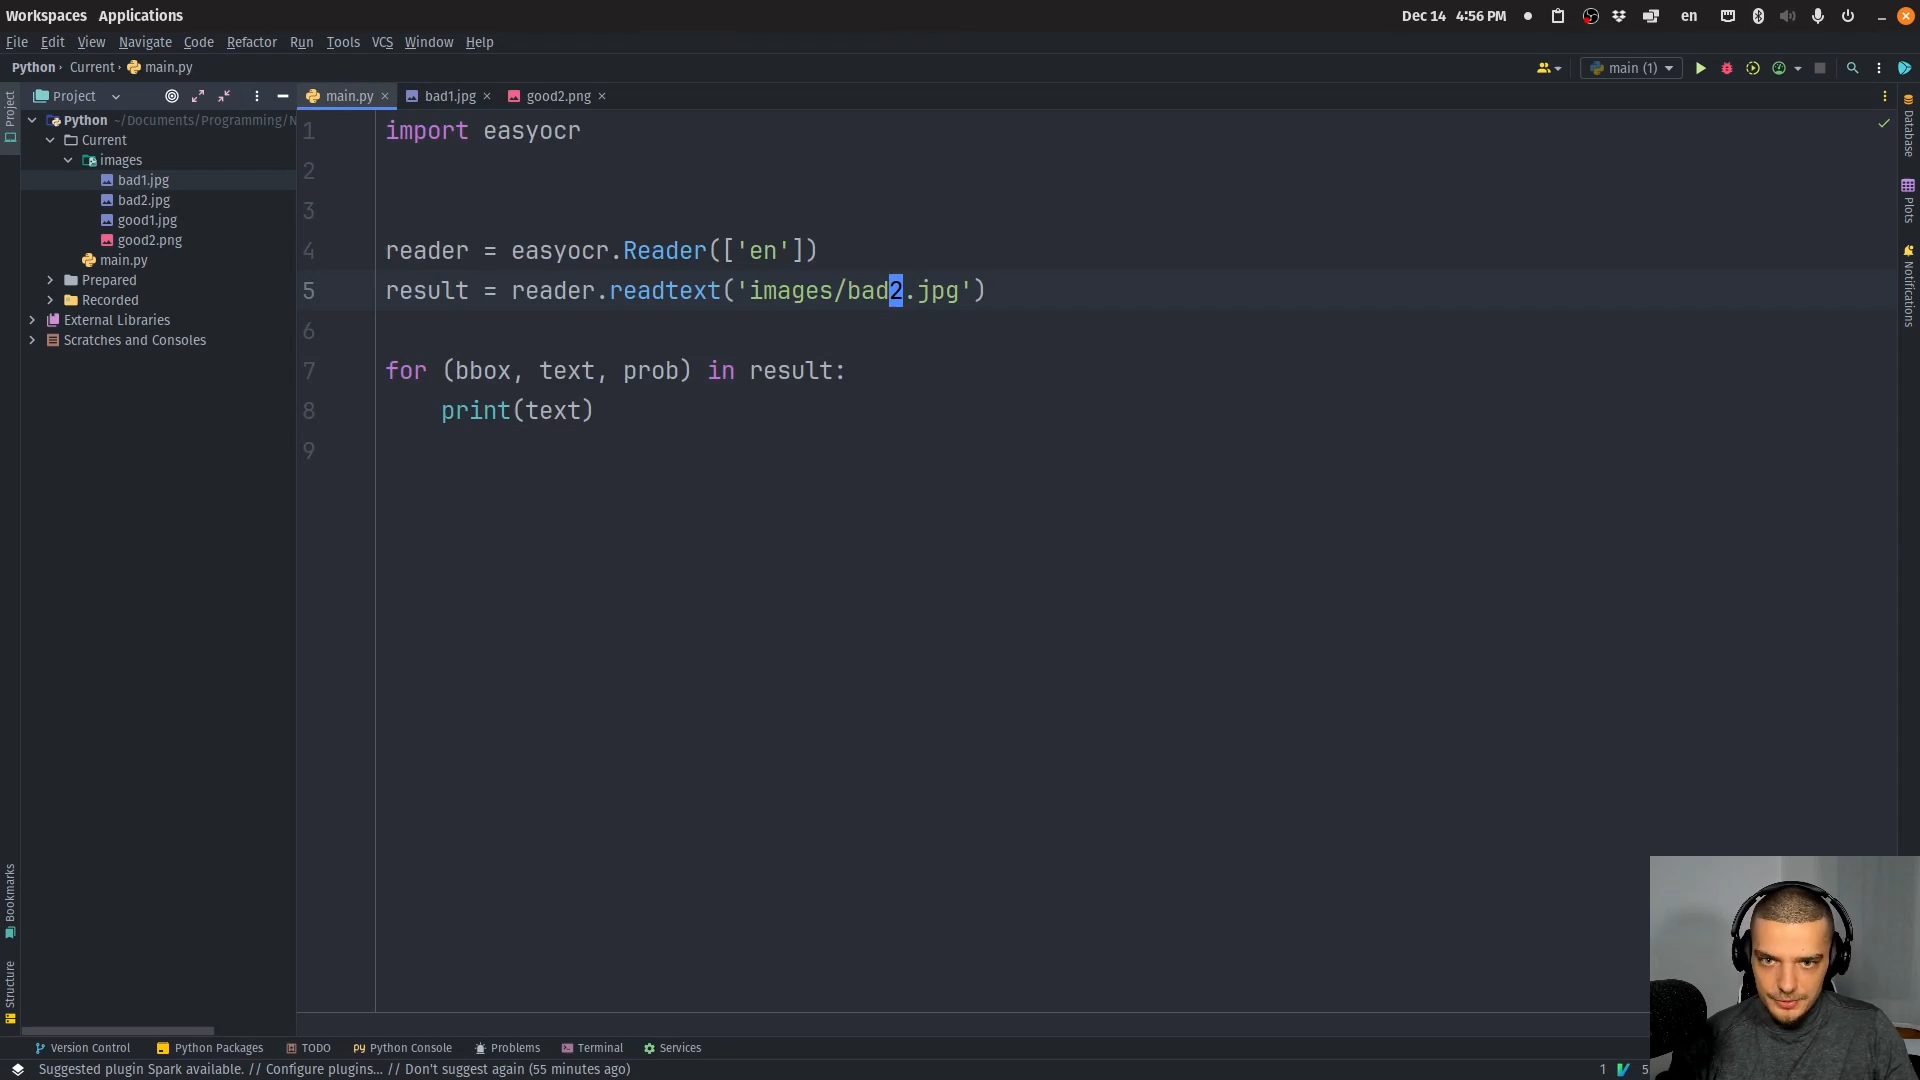 Workspaces Applications
Dec 14 4:56 PM en
File Edit View Navigate Code Refactor Run Tools VCS Window Help
Python Current main.py
main (1)
Project
main.py bad1.jpg good2.png
Project
Python ~/Documents/Programming/N
Current
images
bad1.jpg
bad2.jpg
good1.jpg
good2.png
main.py
Prepared
Recorded
External Libraries
Scratches and Consoles
1 import easyocr
2
3
4 reader = easyocr.Reader(['en'])
5 result = reader.readtext('images/bad2.jpg')
6
7 for (bbox, text, prob) in result:
8 print(text)
9
Database
Plots
Notifications
Bookmarks
Structure
Version Control Python Packages TODO Python Console Problems Terminal Services
Suggested plugin Spark available. // Configure plugins... // Don't suggest again (55 minutes ago)
1 5